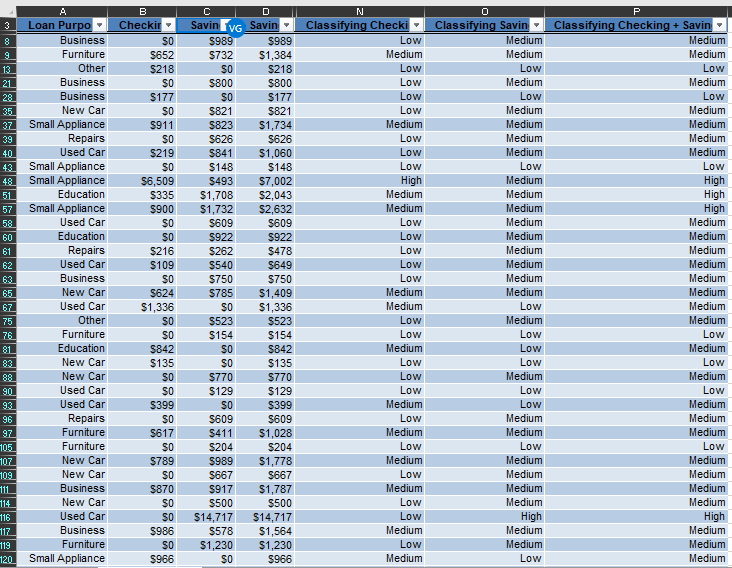 A B C D N O P
3 Loan Purpo Checkin Savin VG Savin Classifying Checki Classifying Savin Classifying Checking + Savin
8 Business $0 $989 $989 Low Medium Medium
9 Furniture $652 $732 $1,384 Medium Medium Medium
13 Other $218 $0 $218 Low Low Low
21 Business $0 $800 $800 Low Medium Medium
28 Business $177 $0 $177 Low Low Low
35 New Car $0 $821 $821 Low Medium Medium
37 Small Appliance $911 $823 $1,734 Medium Medium Medium
39 Repairs $0 $626 $626 Low Medium Medium
40 Used Car $219 $841 $1,060 Low Medium Medium
43 Small Appliance $0 $148 $148 Low Low Low
48 Small Appliance $6,509 $493 $7,002 High Medium High
51 Education $335 $1,708 $2,043 Medium Medium High
57 Small Appliance $900 $1,732 $2,632 Medium Medium High
58 Used Car $0 $609 $609 Low Medium Medium
60 Education $0 $922 $922 Low Medium Medium
61 Repairs $216 $262 $478 Low Medium Medium
62 Used Car $109 $540 $649 Low Medium Medium
63 Business $0 $750 $750 Low Medium Medium
65 New Car $624 $785 $1,409 Medium Medium Medium
67 Used Car $1,336 $0 $1,336 Medium Low Medium
75 Other $0 $523 $523 Low Medium Medium
76 Furniture $0 $154 $154 Low Low Low
81 Education $842 $0 $842 Medium Low Medium
83 New Car $135 $0 $135 Low Low Low
88 New Car $0 $770 $770 Low Medium Medium
90 Used Car $0 $129 $129 Low Low Low
93 Used Car $399 $0 $399 Medium Low Medium
96 Repairs $0 $609 $609 Low Medium Medium
97 Furniture $617 $411 $1,028 Medium Medium Medium
105 Furniture $0 $204 $204 Low Low Low
107 New Car $789 $989 $1,778 Medium Medium Medium
109 New Car $0 $667 $667 Low Medium Medium
111 Business $870 $917 $1,787 Medium Medium Medium
114 New Car $0 $500 $500 Low Medium Medium
116 Used Car $0 $14,717 $14,717 Low High High
117 Business $986 $578 $1,564 Medium Medium Medium
119 Furniture $0 $1,230 $1,230 Low Medium Medium
120 Small Appliance $966 $0 $966 Medium Low Medium